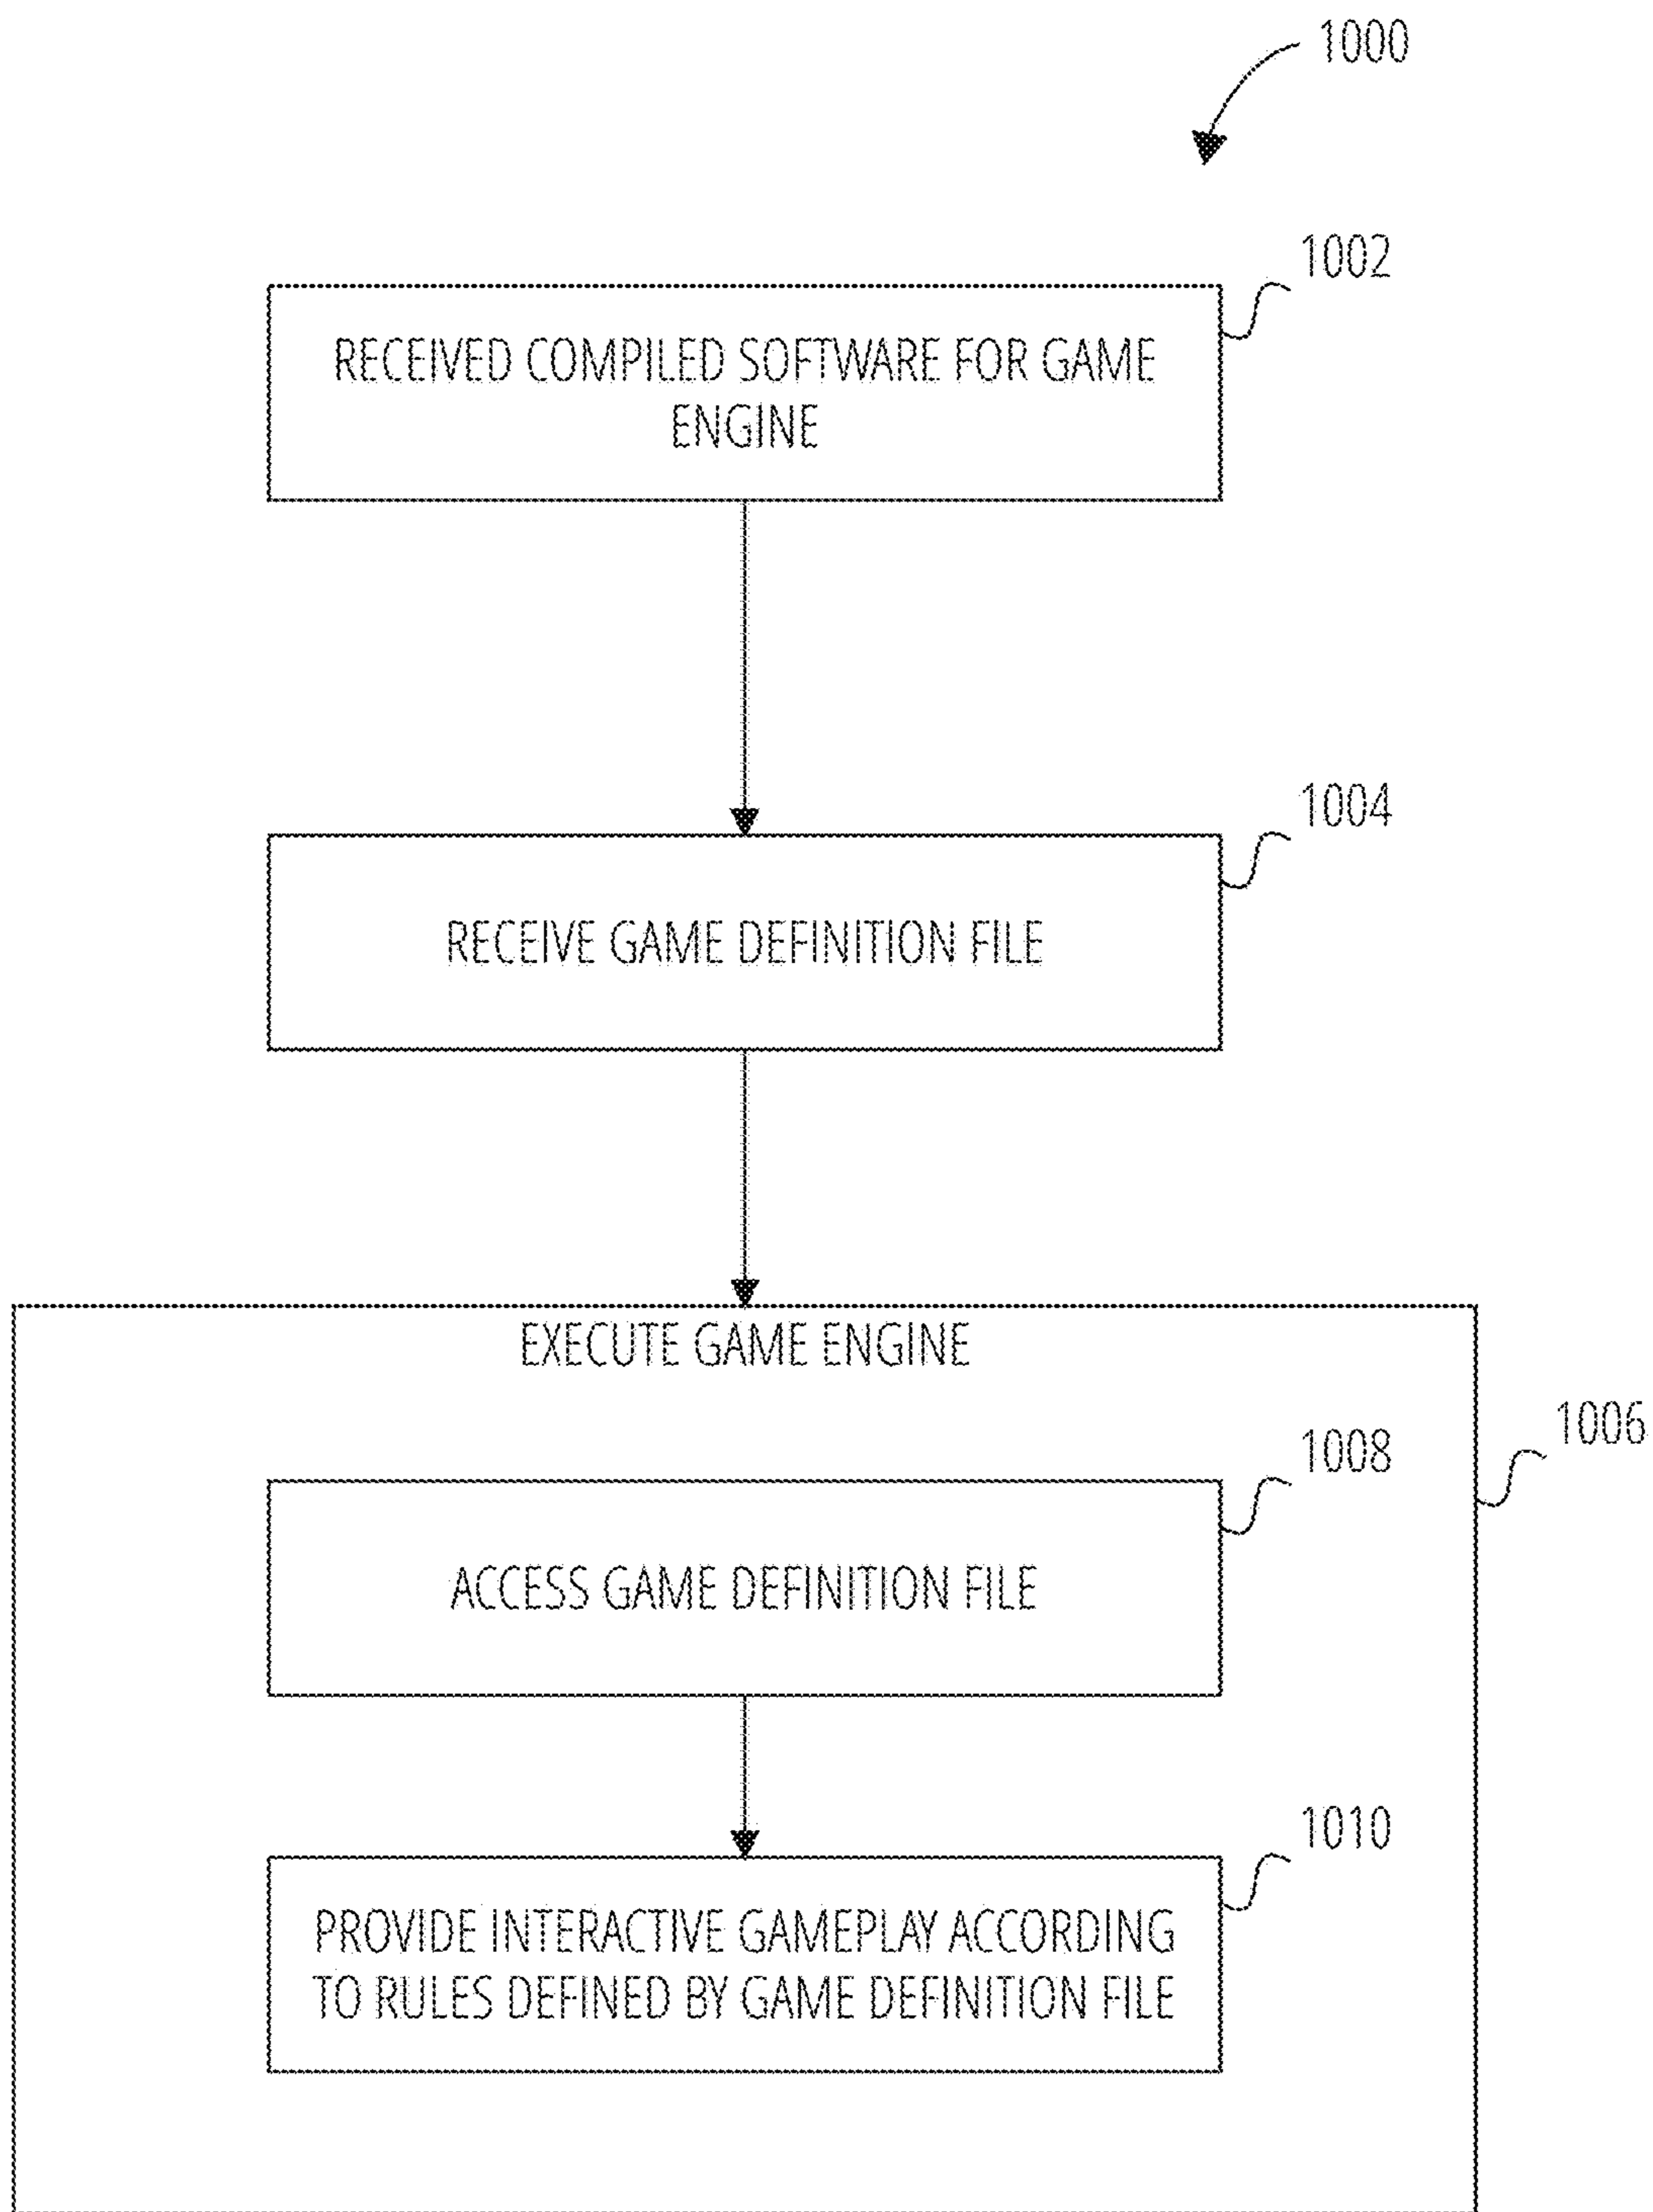 1000
1002
RECEIVED COMPILED SOFTWARE FOR GAME
ENGINE
1004
RECEIVE GAME DEFINITION FILE
EXECUTE GAME ENGINE
1006
1008
ACCESS GAME DEFINITION FILE
1010
PROVIDE INTERACTIVE GAMEPLAY ACCORDING
TO RULES DEFINED BY GAME DEFINITION FILE